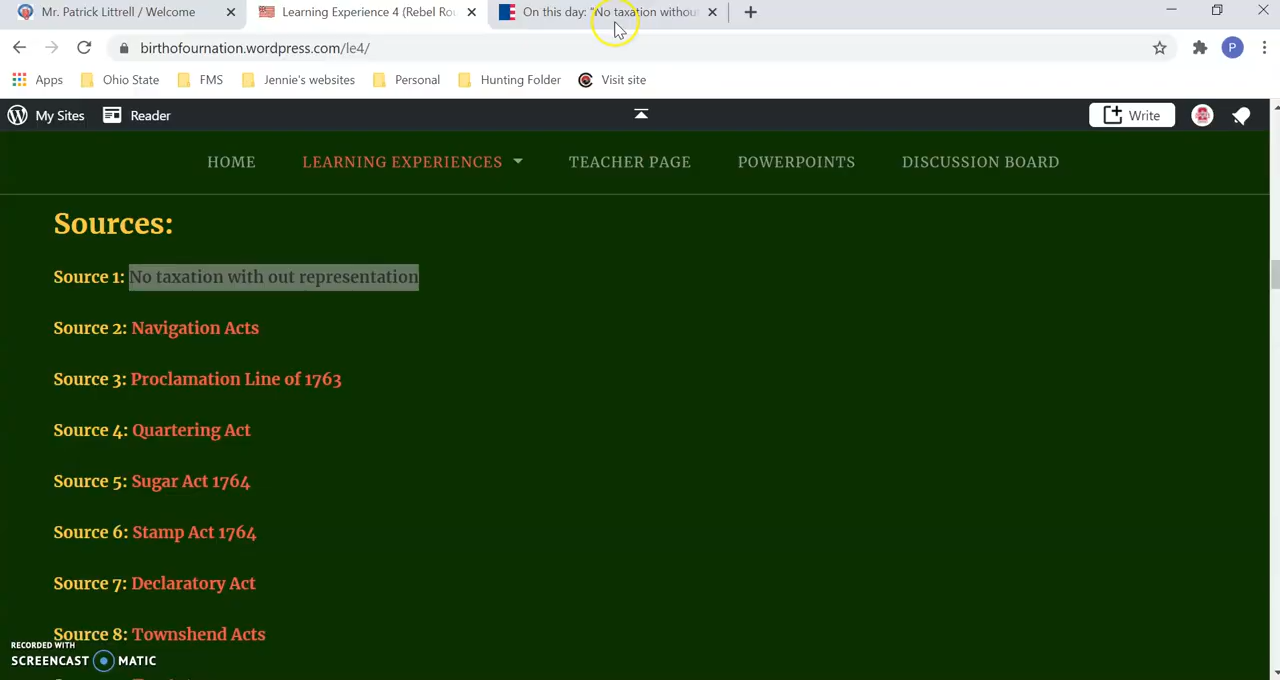 Mr. Patrick Littrell / Welcome
Learning Experience 4 (Rebel Rou
On this day: "No taxation withou
birthofournation.wordpress.com/le4/
P
Apps Ohio State FMS Jennie's websites Personal Hunting Folder Visit site
My Sites Reader Write
HOME LEARNING EXPERIENCES TEACHER PAGE POWERPOINTS DISCUSSION BOARD
Sources:
Source 1: No taxation with out representation
Source 2: Navigation Acts
Source 3: Proclamation Line of 1763
Source 4: Quartering Act
Source 5: Sugar Act 1764
Source 6: Stamp Act 1764
Source 7: Declaratory Act
Source 8: Townshend Acts
RECORDED WITH
SCREENCAST MATIC